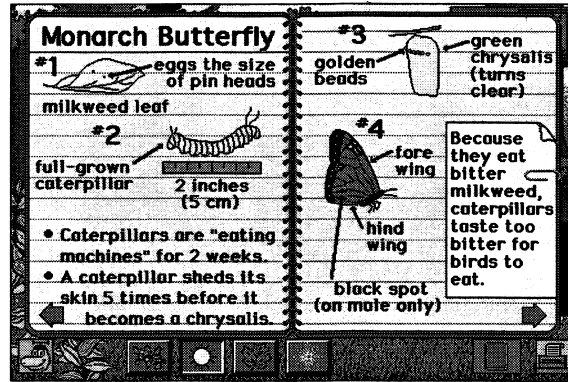 Monarch Butterfly
#1
eggs the size
of pin heads
milkweed leaf
#2
full-grown
caterpillar
2 inches
(5 cm)
• Caterpillars are "eating
machines" for 2 weeks.
• A caterpillar sheds its
skin 5 times before it
becomes a chrysalis.
#3
golden
beads
green
chrysalis
(turns
clear)
#4
fore
wing
hind
wing
black spot
(on male only)
Because
they eat
bitter
milkweed,
caterpillars
taste too
bitter for
birds to
eat.